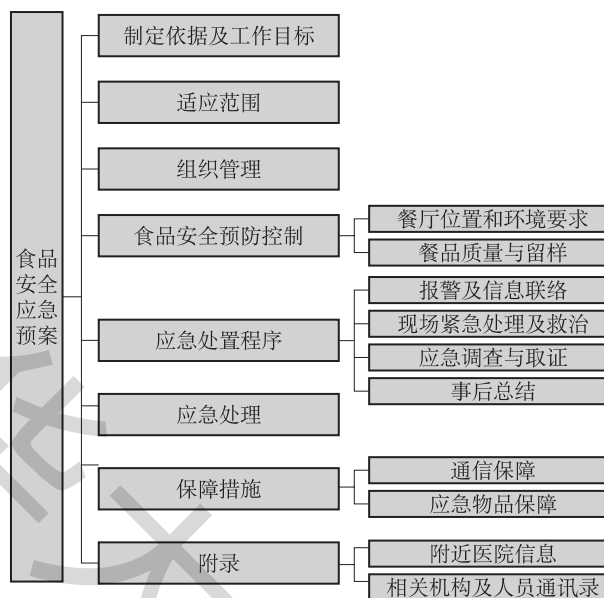 食品
安全
应急
预案
制定依据及工作目标
适应范围
组织管理
食品安全预防控制
餐厅位置和环境要求
餐品质量与留样
应急处置程序
报警及信息联络
现场紧急处理及救治
应急调查与取证
事后总结
应急处理
保障措施
通信保障
应急物品保障
附录
附近医院信息
相关机构及人员通讯录